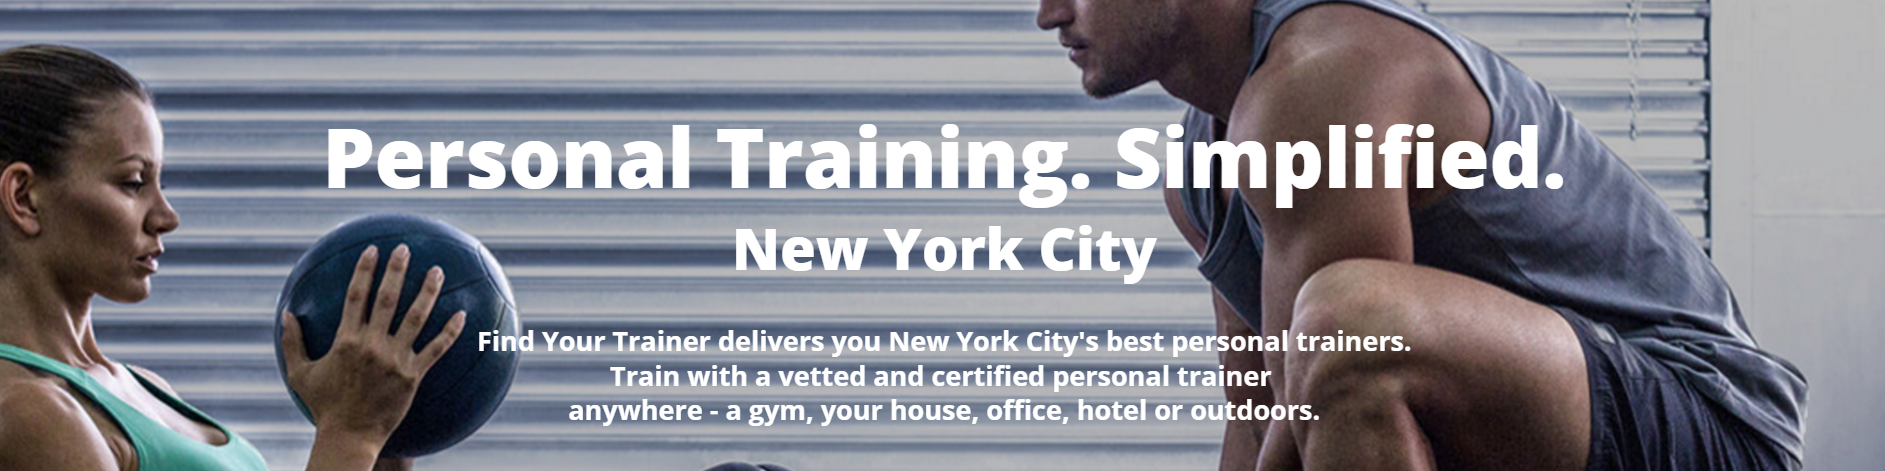 Personal Training. Simplified.
New York City
Find Your Trainer delivers you New York City's best personal trainers.
Train with a vetted and certified personal trainer
anywhere - a gym, your house, office, hotel or outdoors.